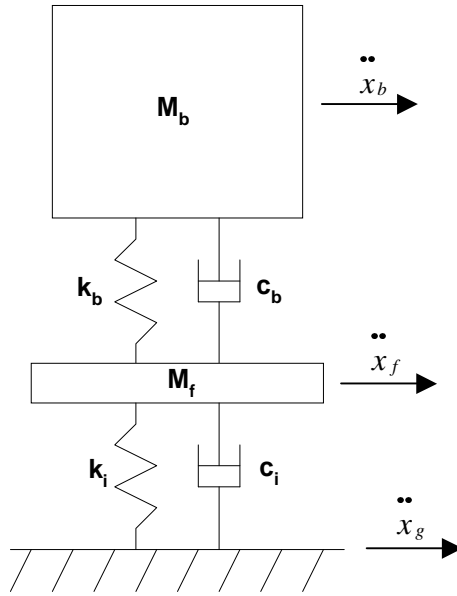 M_b
ẍ_b
k_b
c_b
M_f
ẍ_f
k_i
c_i
ẍ_g